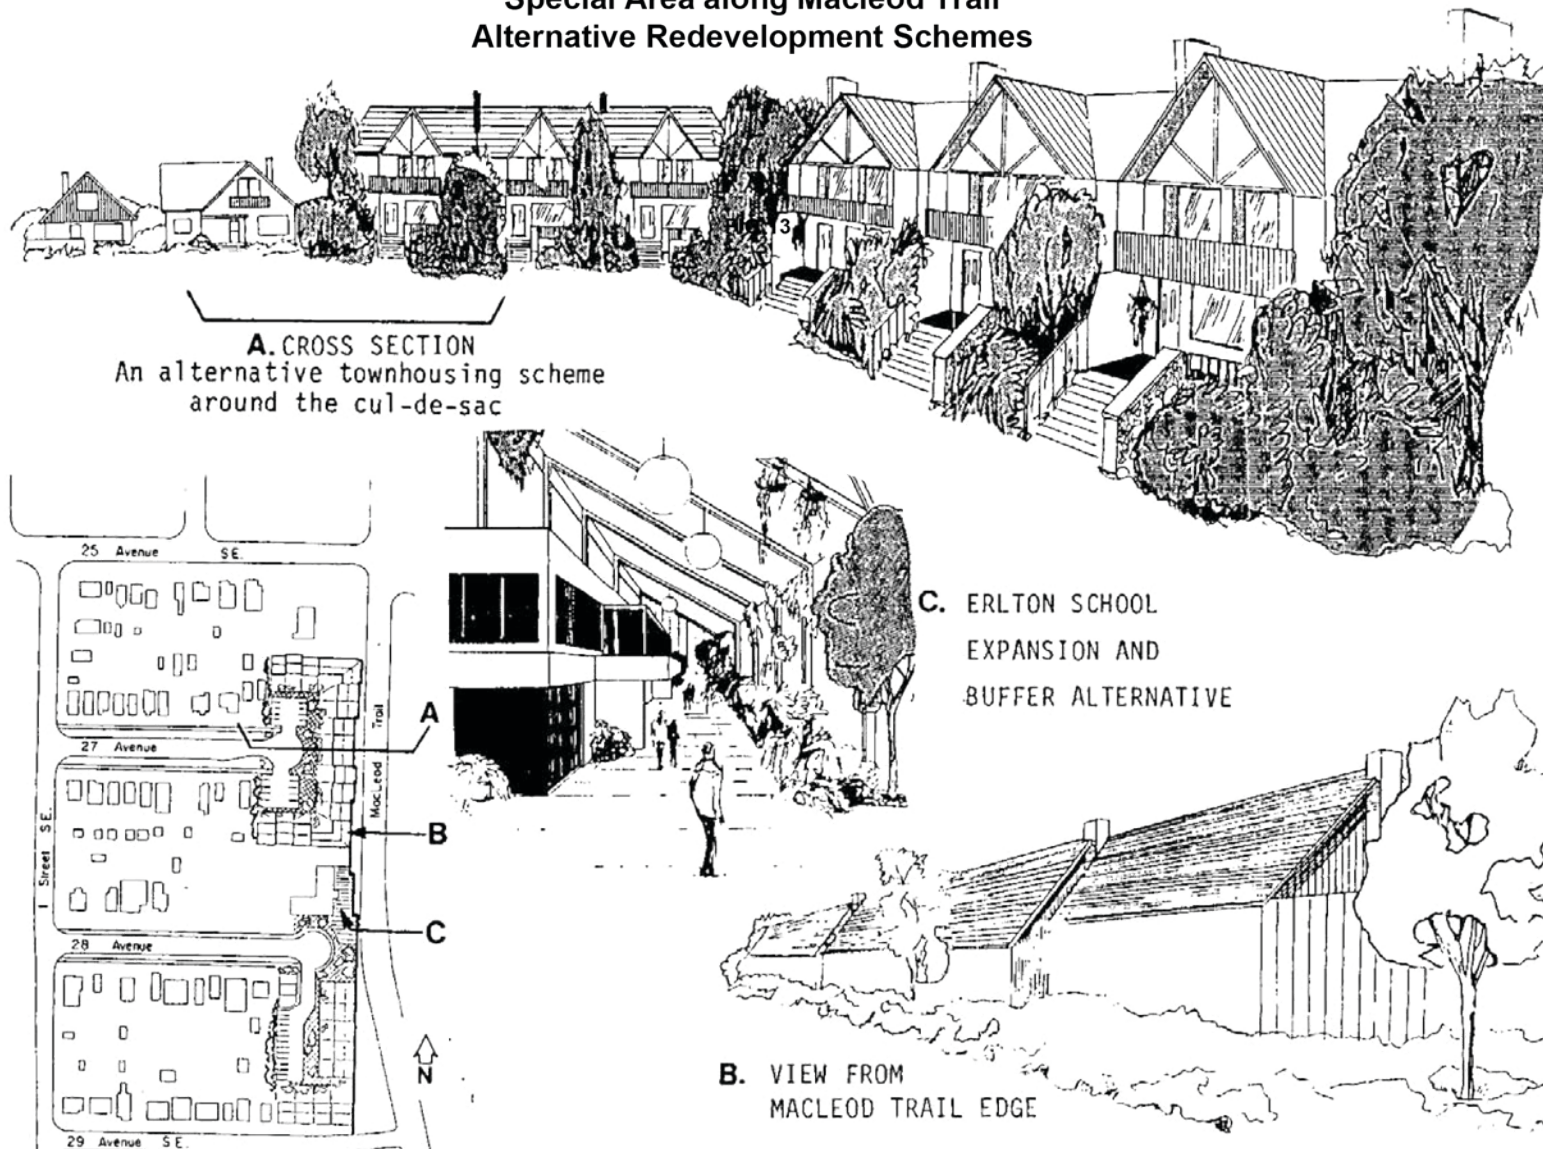 Special Area along Macleod Trail
Alternative Redevelopment Schemes
3
A. CROSS SECTION
An alternative townhousing scheme
around the cul-de-sac
25 Avenue S.E.
27 Avenue
28 Avenue
29 Avenue S E.
1 Street S.E.
MacLeod Trail
A
B
C
N
C. ERLTON SCHOOL
EXPANSION AND
BUFFER ALTERNATIVE
B. VIEW FROM
MACLEOD TRAIL EDGE